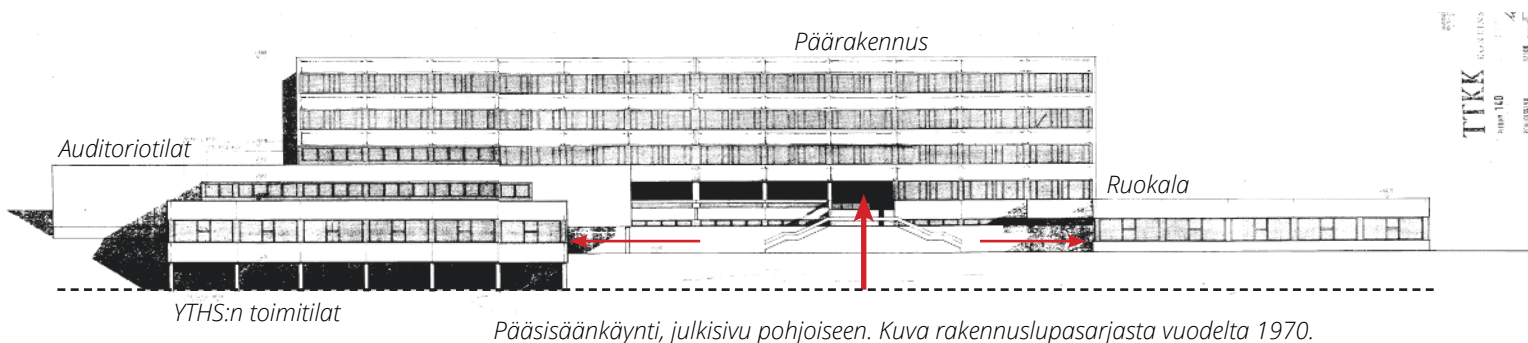 Päärakennus
Auditoriotilat
Ruokala
TTKK
YTHS:n toimitilat
Pääsisäänkäynti, julkisivu pohjoiseen. Kuva rakennuslupasarjasta vuodelta 1970.